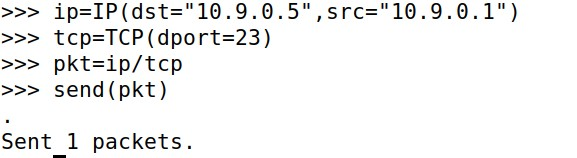 >>> ip=IP(dst="10.9.0.5",src="10.9.0.1")
>>> tcp=TCP(dport=23)
>>> pkt=ip/tcp
>>> send(pkt)
.
Sent 1 packets.